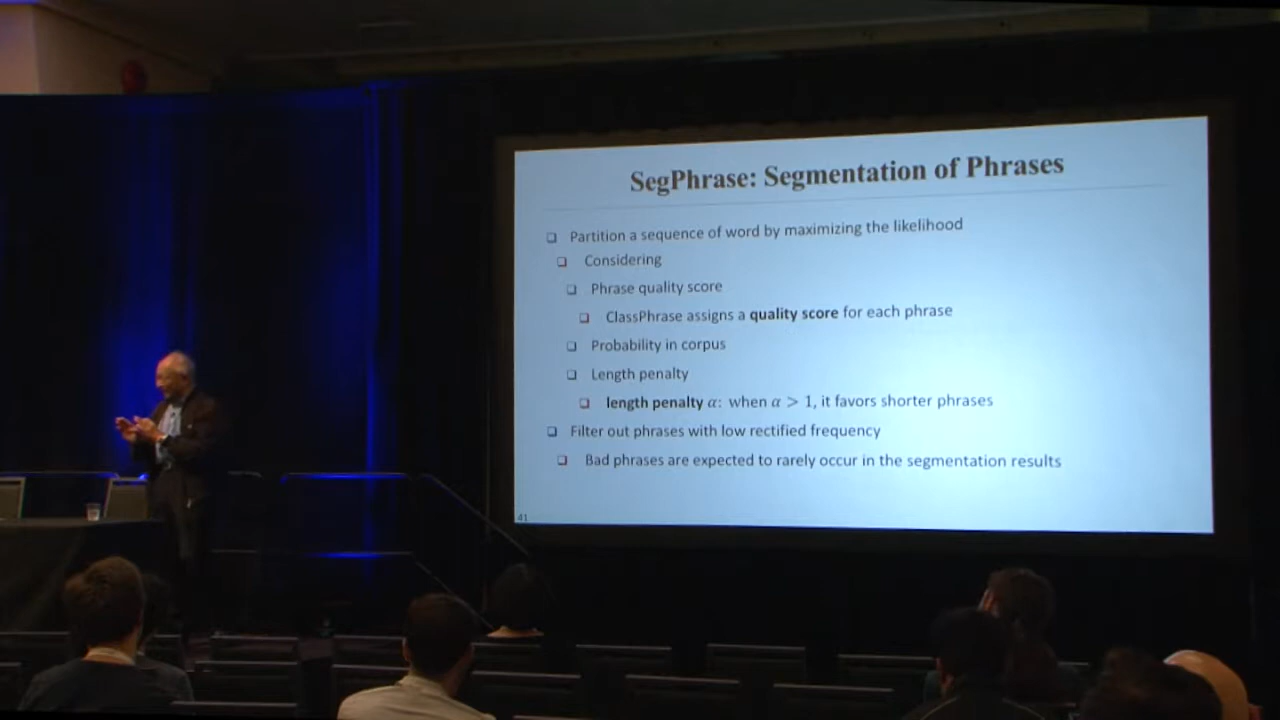 SegPhrase: Segmentation of Phrases
❑ Partition a sequence of word by maximizing the likelihood
❑ Considering
❑ Phrase quality score
❑ ClassPhrase assigns a quality score for each phrase
❑ Probability in corpus
❑ Length penalty
❑ length penalty α: when α > 1, it favors shorter phrases
❑ Filter out phrases with low rectified frequency
❑ Bad phrases are expected to rarely occur in the segmentation results
41